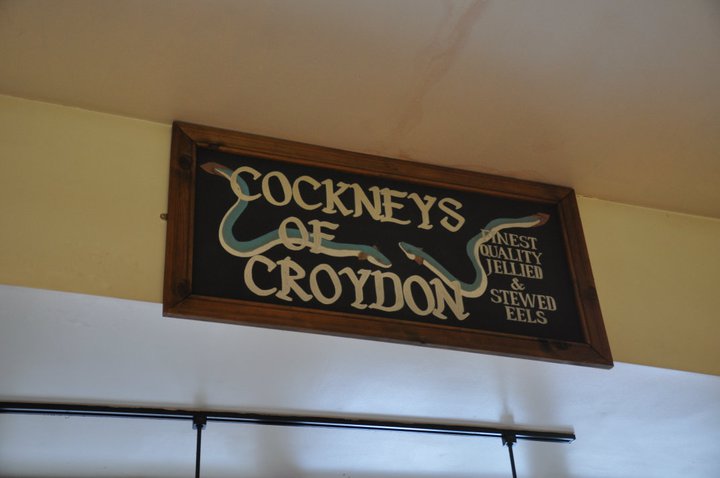 COCKNEYS
OF
CROYDON
FINEST
QUALITY
JELLIED
&
STEWED
EELS